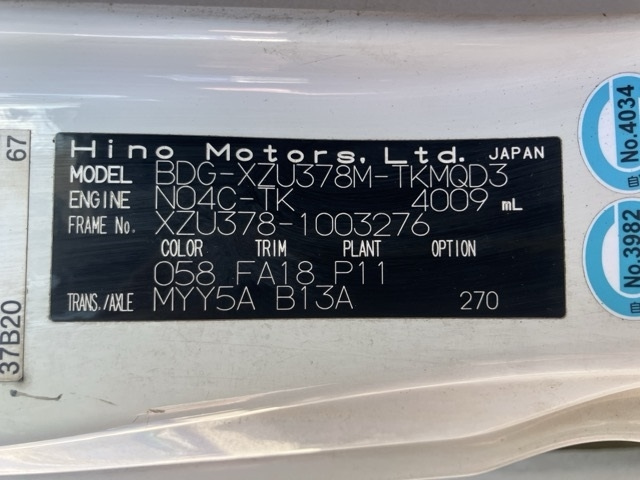 Hino Motors, Ltd. JAPAN
MODEL BDG-XZU378M-TKMQD3
ENGINE N04C-TK 4009 mL
FRAME No. XZU378-1003276
COLOR TRIM PLANT OPTION
058 FA18 P11
TRANS./AXLE MYY5A B13A 270
37B20 67
No.4034
No.3982